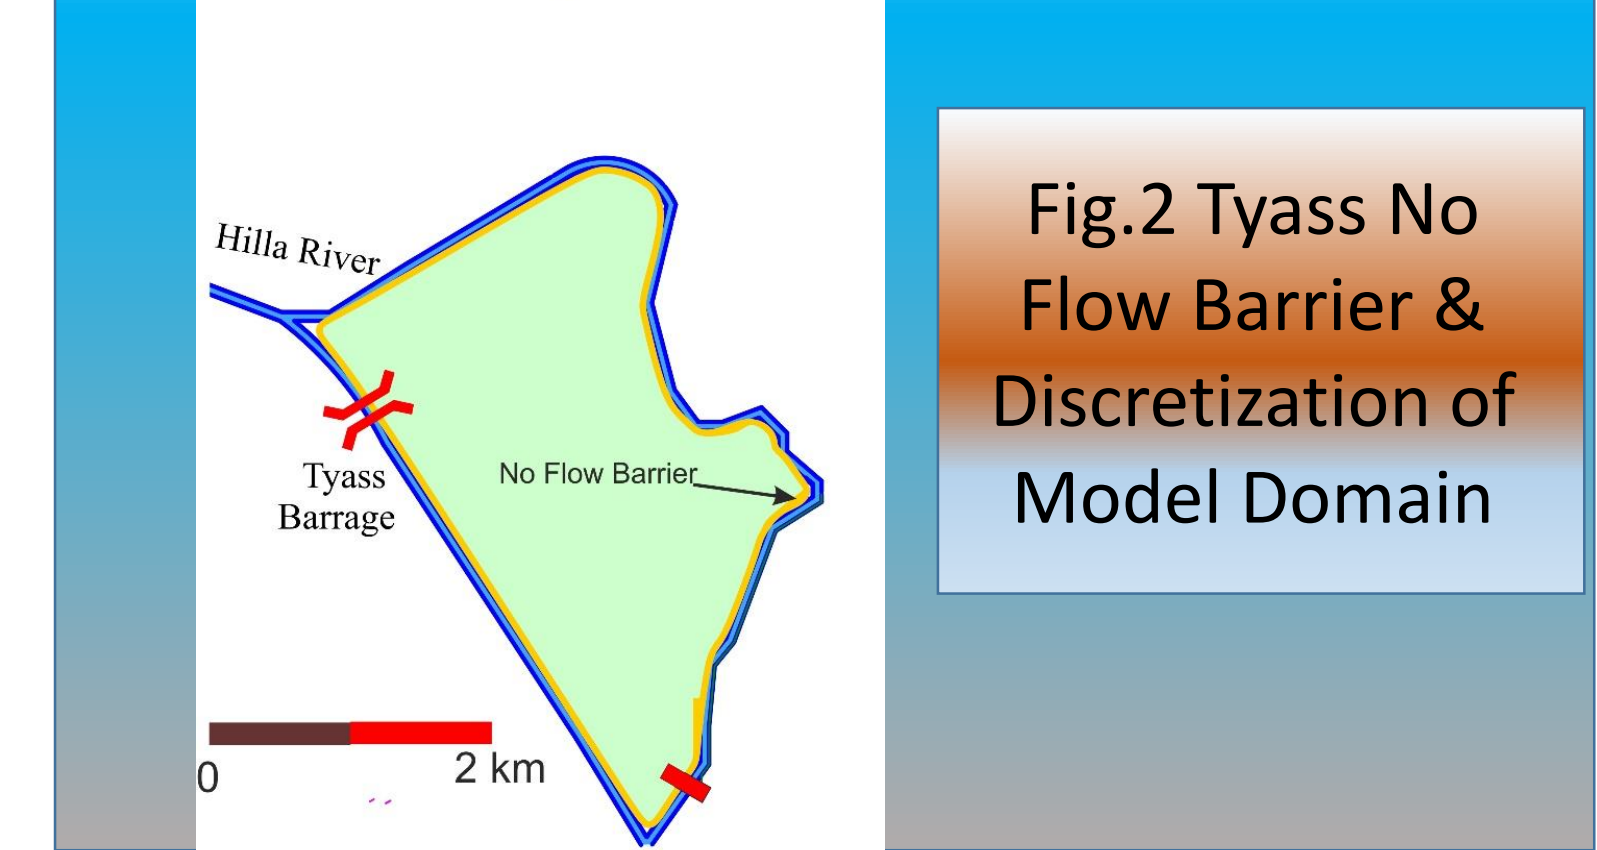 Hilla River
Tyass
Barrage
No Flow Barrier
0
2 km
Fig.2 Tyass No
Flow Barrier &
Discretization of
Model Domain